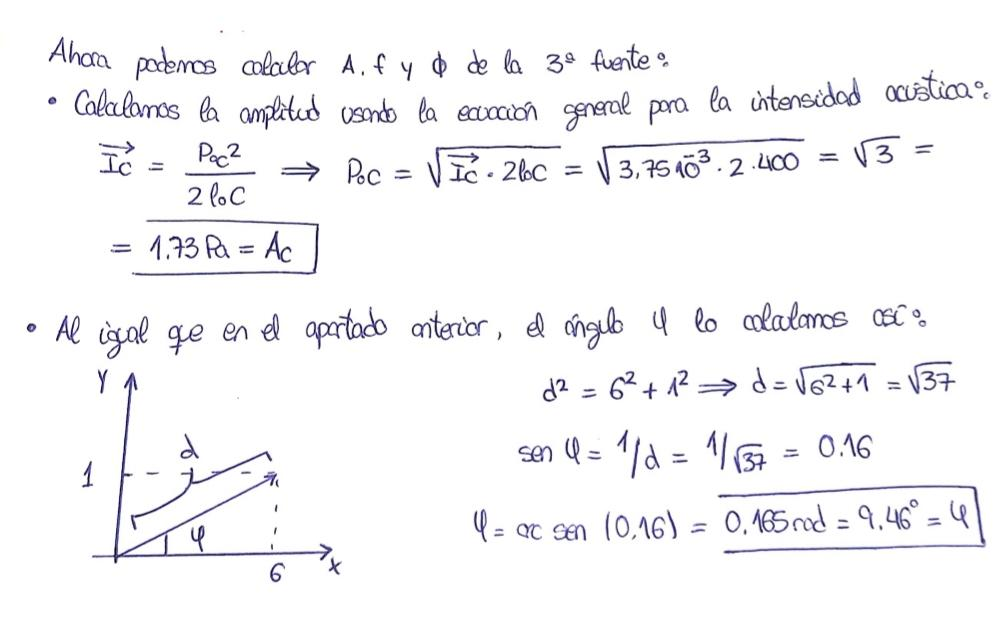 Ahora podemos calcular A, f y ϕ de la 3ª fuente:
• Calculamos la amplitud usando la ecuación general para la intensidad acústica:
Ic = Poc² / 2ρoC ⟹ PoC = √(Ic · 2ρoC) = √(3,75·10⁻³ · 2 · 400) = √3 =
= 1.73 Pa = Ac
• Al igual que en el apartado anterior, el ángulo φ lo calculamos así:
d² = 6² + 1² ⟹ d = √(6² + 1) = √37
sen φ = 1/d = 1/√37 = 0.16
φ = arc sen (0,16) = 0,165 rad = 9.46° = φ
Y
d
1
φ
6
x